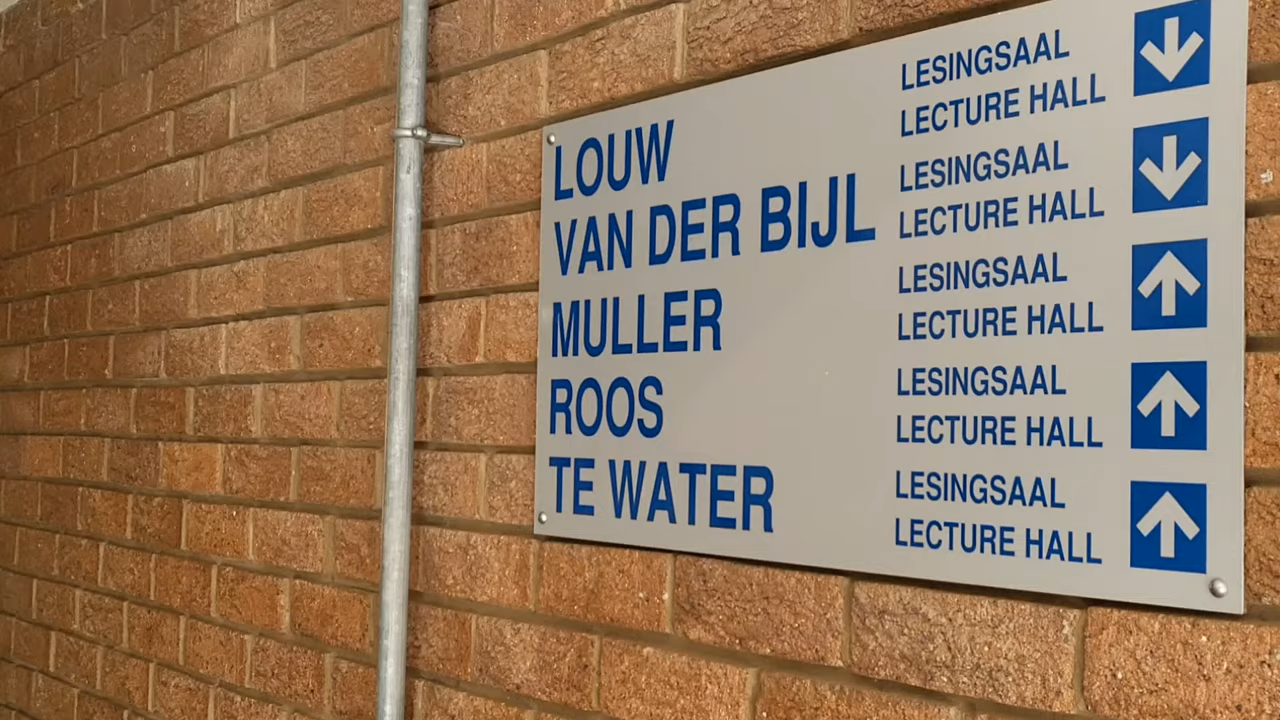 LOUW
LESINGSAAL
LECTURE HALL
VAN DER BIJL
LESINGSAAL
LECTURE HALL
MULLER
LESINGSAAL
LECTURE HALL
ROOS
LESINGSAAL
LECTURE HALL
TE WATER
LESINGSAAL
LECTURE HALL